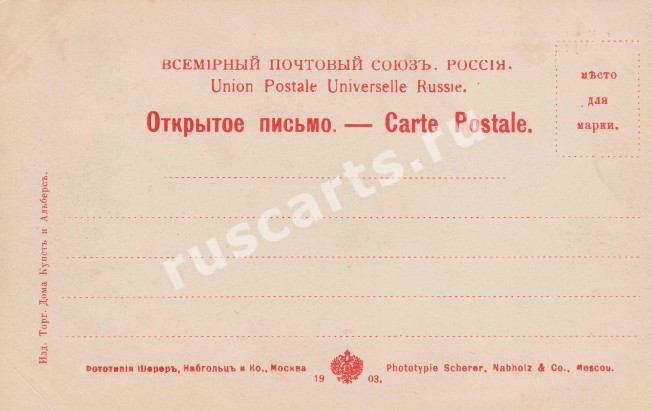 ВСЕМІРНЫЙ ПОЧТОВЫЙ СОЮЗЪ. РОССІЯ.
Union Postale Universelle Russie.
Открытое письмо. — Carte Postale.
мѣсто
для
марки.
Изд. Торг. Дома Кунстъ и Альберсъ.
Фототипія Шереръ, Набгольцъ и Ко., Москва
19 03.
Phototypie Scherer, Nabholz & Co., Moscou.
ruscarts.ru